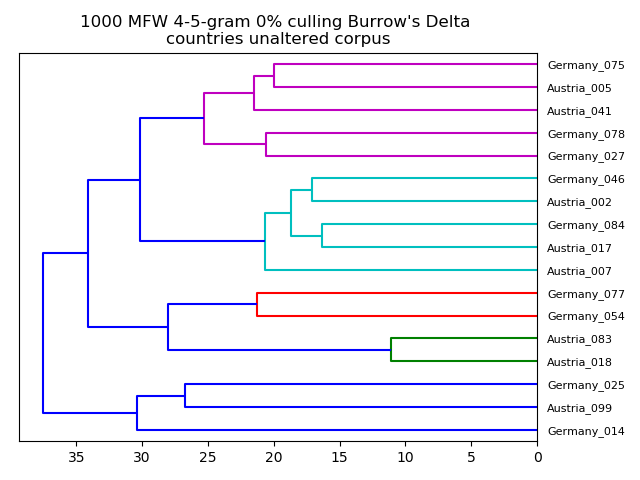 1000 MFW 4-5-gram 0% culling Burrow's Delta
countries unaltered corpus
Germany_075
Austria_005
Austria_041
Germany_078
Germany_027
Germany_046
Austria_002
Germany_084
Austria_017
Austria_007
Germany_077
Germany_054
Austria_083
Austria_018
Germany_025
Austria_099
Germany_014
35 30 25 20 15 10 5 0